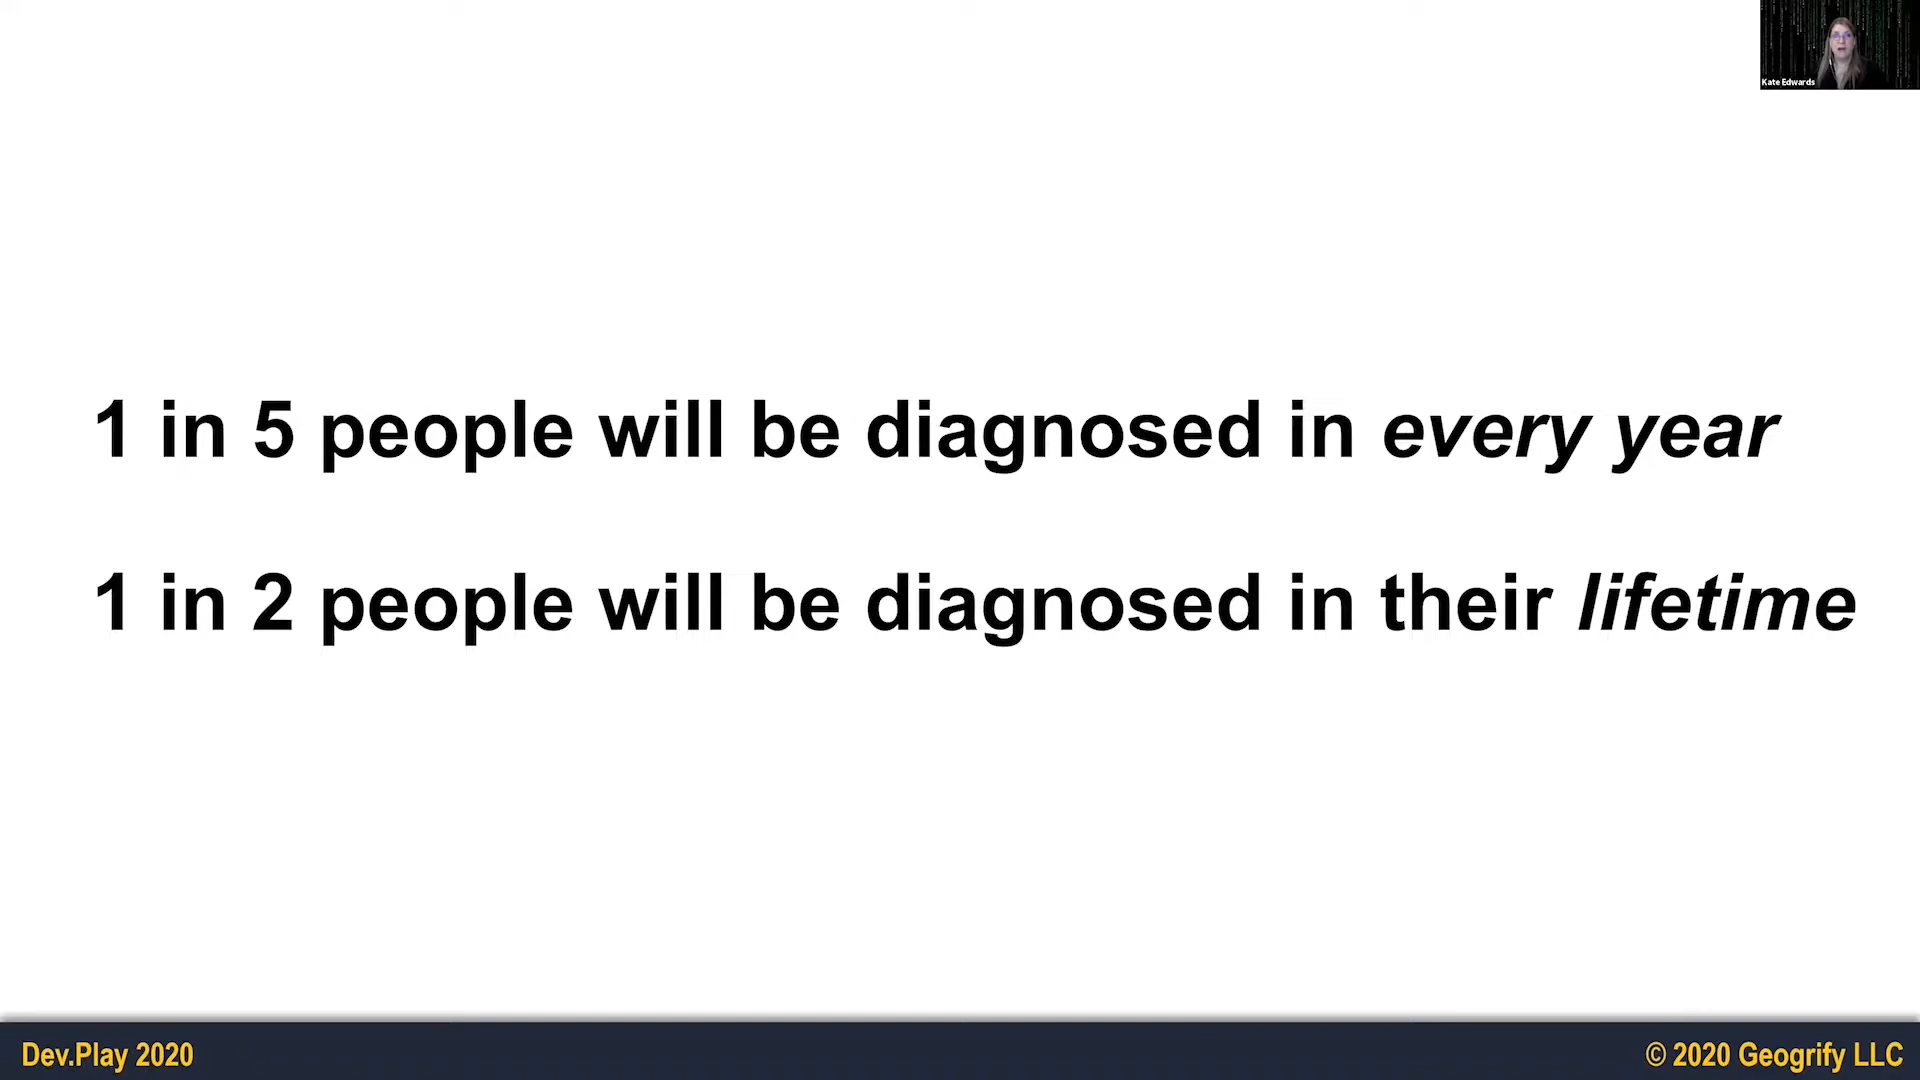 Kate Edwards
1 in 5 people will be diagnosed in every year
1 in 2 people will be diagnosed in their lifetime
Dev.Play 2020
© 2020 Geogrify LLC